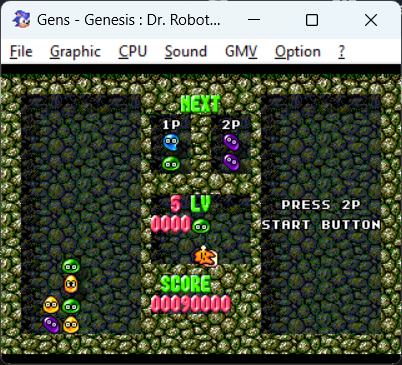 Gens - Genesis : Dr. Robot...
File Graphic CPU Sound GMV Option ?
NEXT
1P 2P
S LV
0000
PRESS 2P
START BUTTON
SCORE
00090000